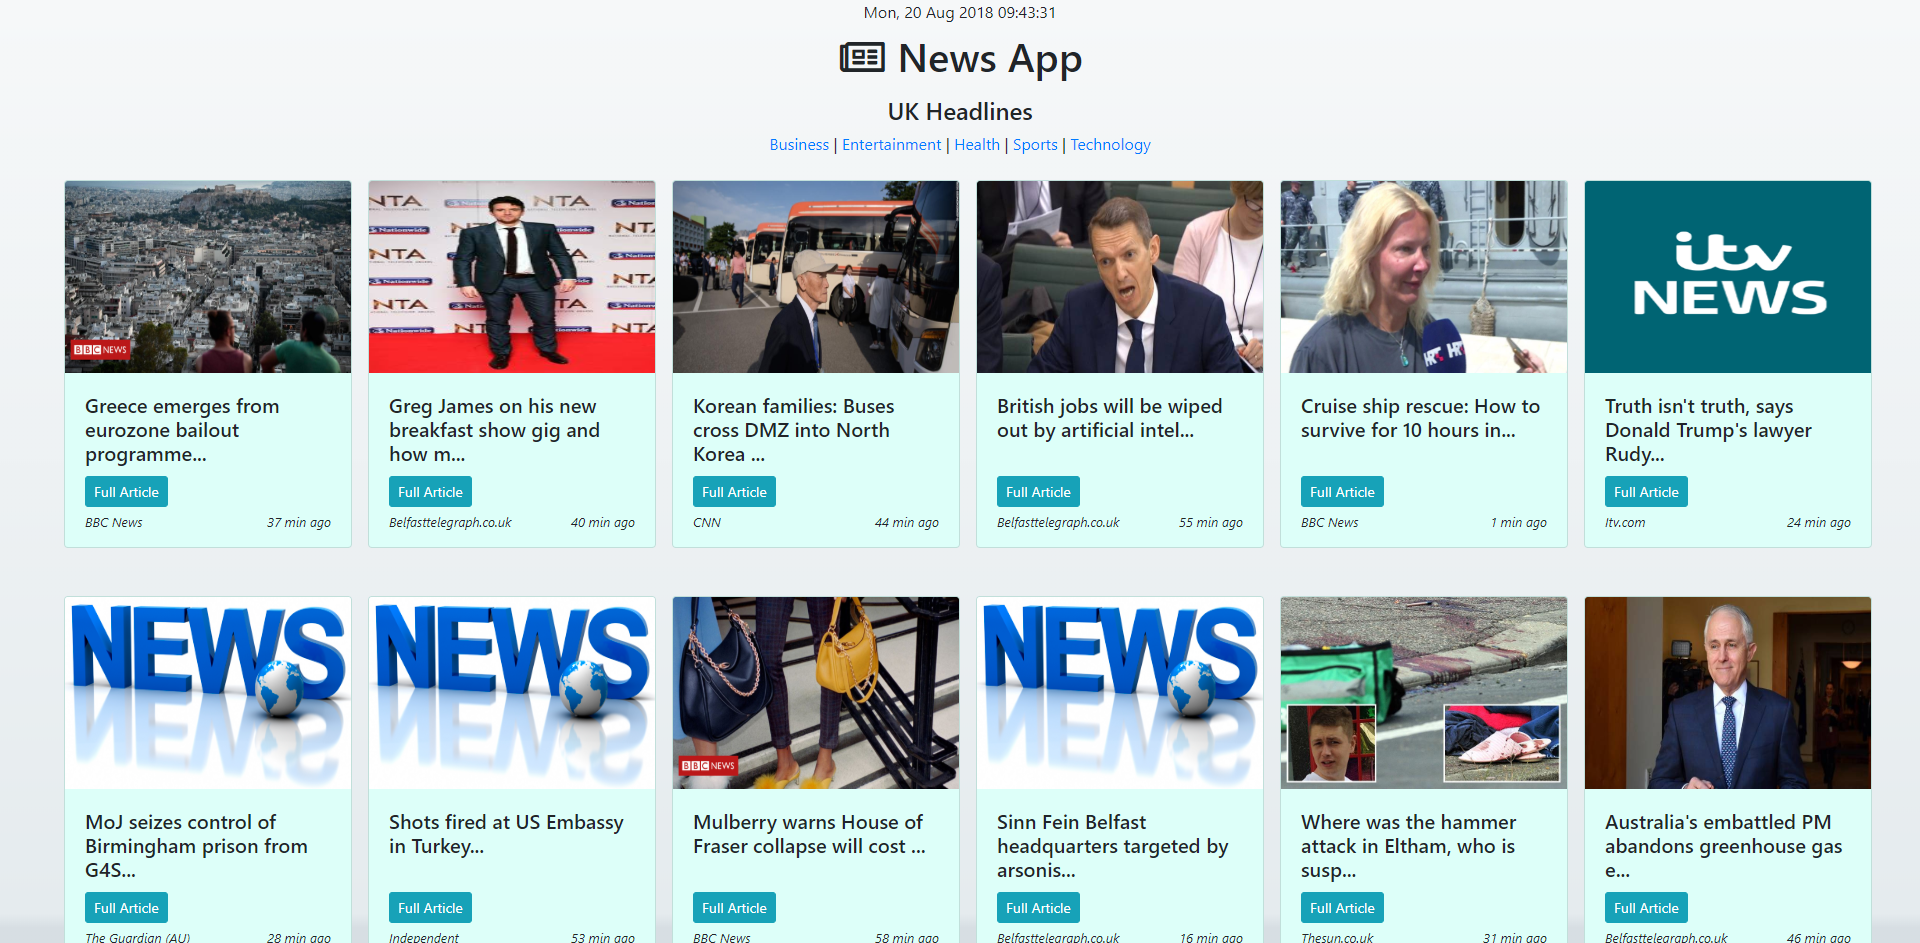 Mon, 20 Aug 2018 09:43:31
News App
UK Headlines
Business | Entertainment | Health | Sports | Technology
BBC NEWS
NTA
Nationwide
HRT HRT
itv
NEWS
Greece emerges from
eurozone bailout
programme...
Full Article
BBC News 37 min ago
Greg James on his new
breakfast show gig and
how m...
Full Article
Belfasttelegraph.co.uk 40 min ago
Korean families: Buses
cross DMZ into North
Korea ...
Full Article
CNN 44 min ago
British jobs will be wiped
out by artificial intel...
Full Article
Belfasttelegraph.co.uk 55 min ago
Cruise ship rescue: How to
survive for 10 hours in...
Full Article
BBC News 1 min ago
Truth isn't truth, says
Donald Trump's lawyer
Rudy...
Full Article
Itv.com 24 min ago
NEWS
MoJ seizes control of
Birmingham prison from
G4S...
Full Article
The Guardian (AU) 28 min ago
NEWS
Shots fired at US Embassy
in Turkey...
Full Article
Independent 53 min ago
BBC NEWS
Mulberry warns House of
Fraser collapse will cost ...
Full Article
BBC News 58 min ago
NEWS
Sinn Fein Belfast
headquarters targeted by
arsonis...
Full Article
Belfasttelegraph.co.uk 16 min ago
Where was the hammer
attack in Eltham, who is
susp...
Full Article
Thesun.co.uk 31 min ago
Australia's embattled PM
abandons greenhouse gas
e...
Full Article
Belfasttelegraph.co.uk 46 min ago